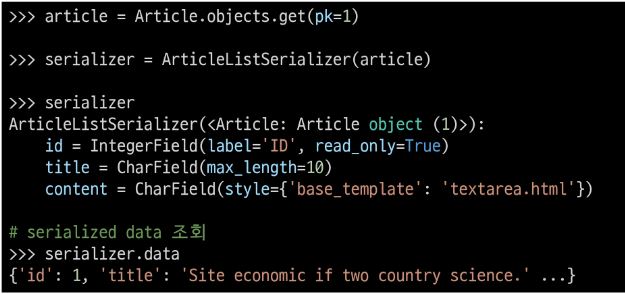 >>> article = Article.objects.get(pk=1)
>>> serializer = ArticleListSerializer(article)
>>> serializer
ArticleListSerializer(<Article: Article object (1)>):
    id = IntegerField(label='ID', read_only=True)
    title = CharField(max_length=10)
    content = CharField(style={'base_template': 'textarea.html'})
# serialized data 조회
>>> serializer.data
{'id': 1, 'title': 'Site economic if two country science.' ...}